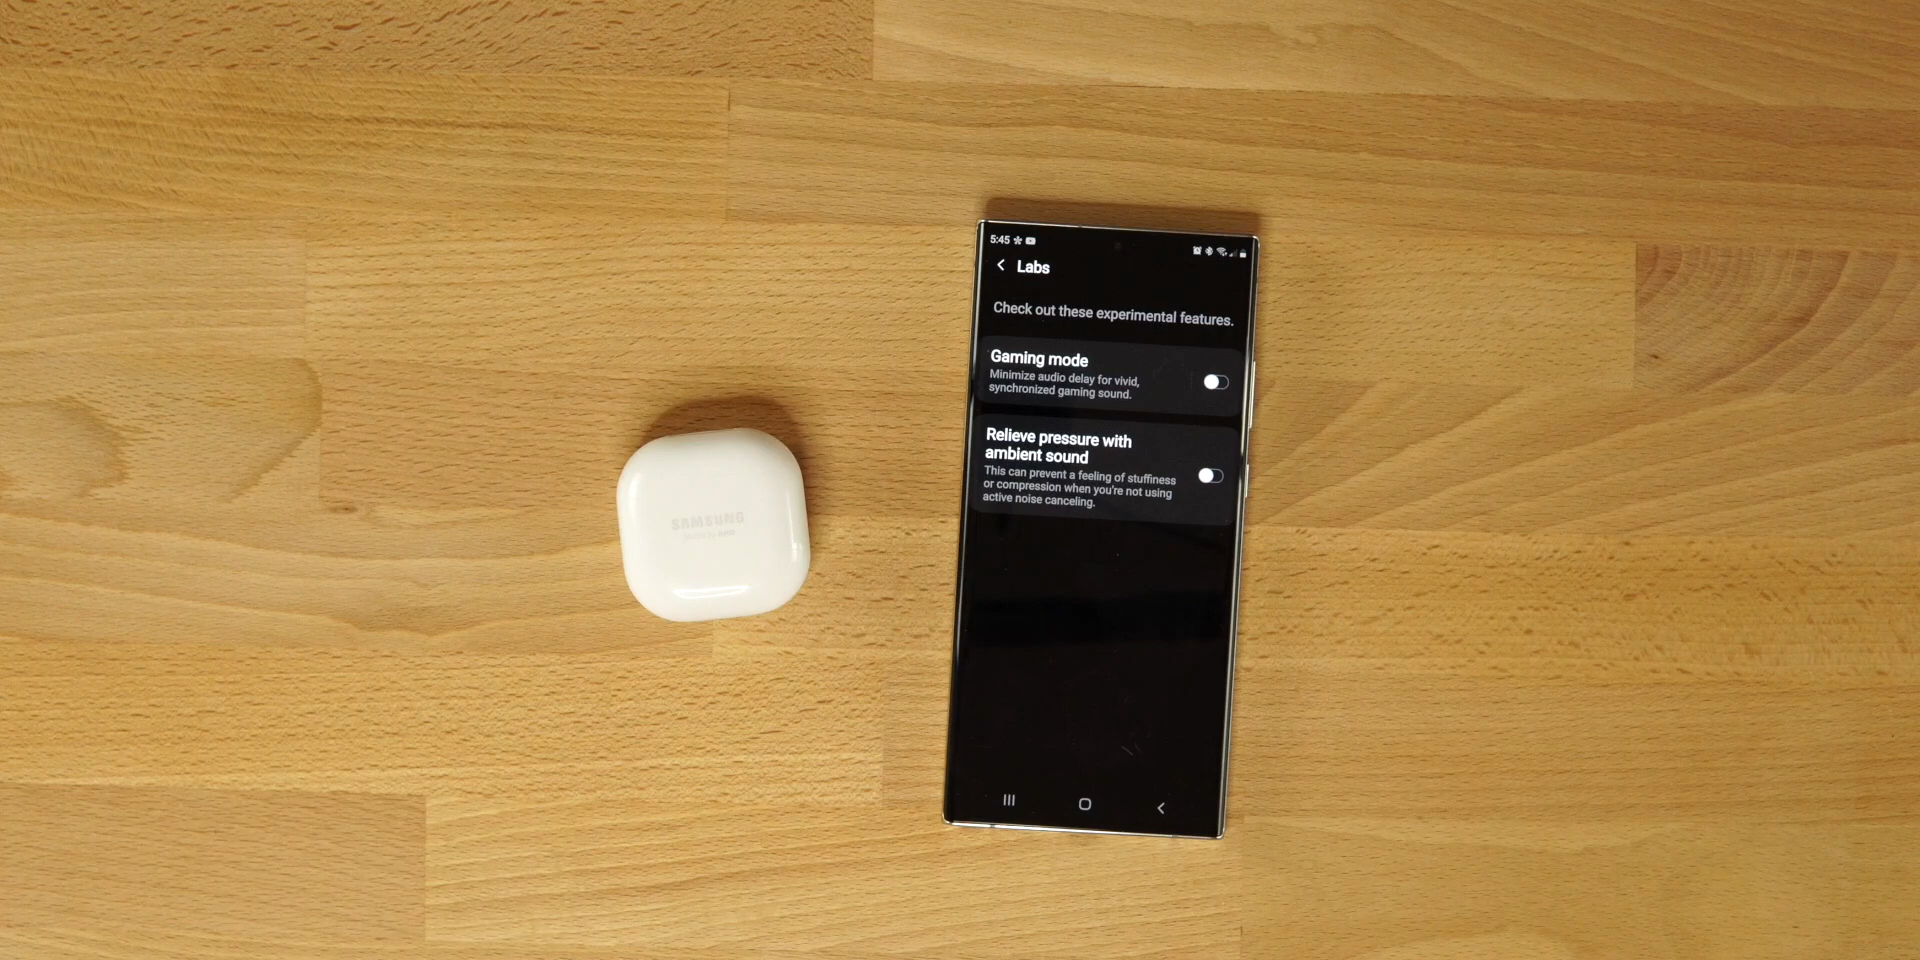 5:45
Labs
Check out these experimental features.
Gaming mode
Minimize audio delay for vivid,
synchronized gaming sound.
Relieve pressure with
ambient sound
This can prevent a feeling of stuffiness
or compression when you're not using
active noise canceling.
SAMSUNG